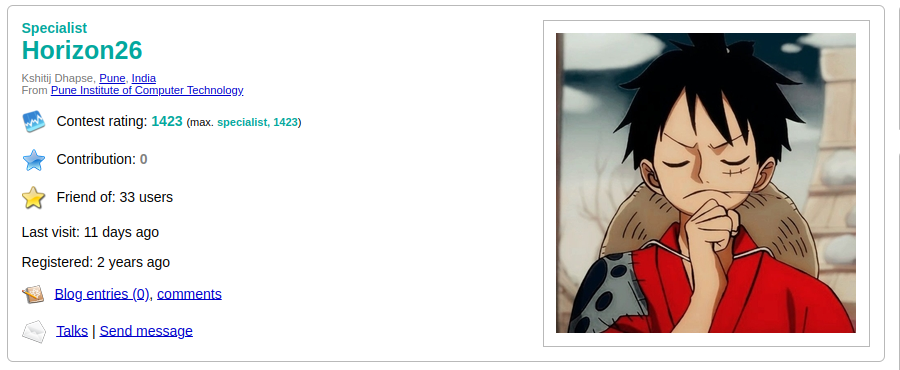 Specialist
Horizon26
Kshitij Dhapse, Pune, India
From Pune Institute of Computer Technology
Contest rating: 1423 (max. specialist, 1423)
Contribution: 0
Friend of: 33 users
Last visit: 11 days ago
Registered: 2 years ago
Blog entries (0), comments
Talks | Send message